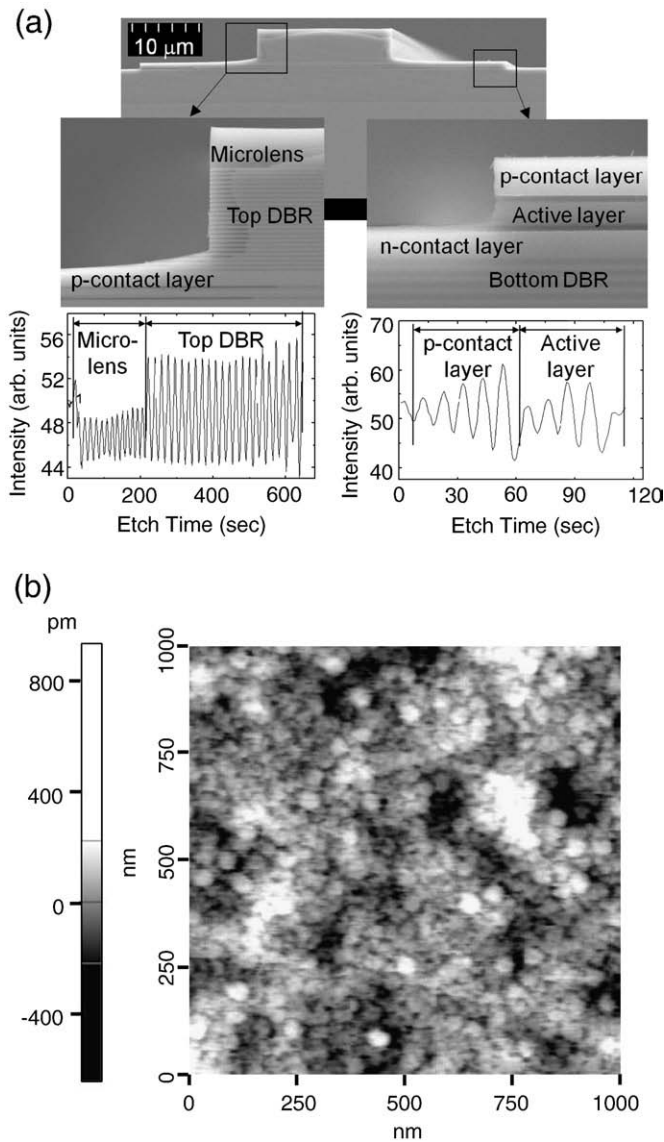 (a)
10 μm
Microlens
Top DBR
p-contact layer
p-contact layer
Active layer
n-contact layer
Bottom DBR
Intensity (arb. units)
56
52
48
44
Micro-
lens
Top DBR
0 200 400 600
Etch Time (sec)
Intensity (arb. units)
70
60
50
40
p-contact
layer
Active
layer
0 30 60 90 120
Etch Time (sec)
(b)
pm
800
400
0
-400
nm
1000
750
500
250
0
0 250 500 750 1000
nm